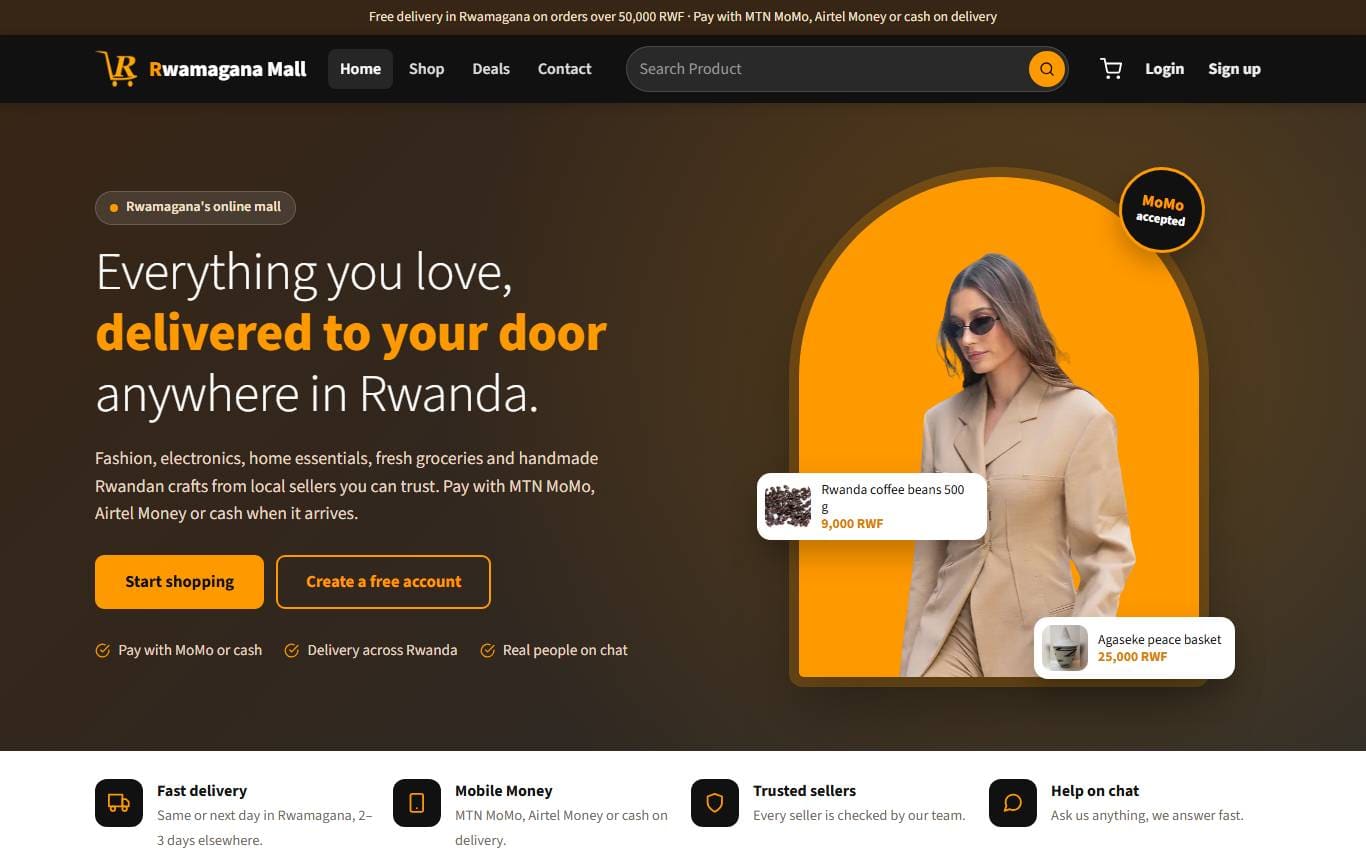 Free delivery in Rwamagana on orders over 50,000 RWF · Pay with MTN MoMo, Airtel Money or cash on delivery
R
Rwamagana Mall
Home
Shop
Deals
Contact
Search Product
Login
Sign up
Rwamagana's online mall
Everything you love,
delivered to your door
anywhere in Rwanda.
Fashion, electronics, home essentials, fresh groceries and handmade
Rwandan crafts from local sellers you can trust. Pay with MTN MoMo,
Airtel Money or cash when it arrives.
Start shopping
Create a free account
Pay with MoMo or cash
Delivery across Rwanda
Real people on chat
MoMo
accepted
Rwanda coffee beans 500
g
9,000 RWF
Agaseke peace basket
25,000 RWF
Fast delivery
Same or next day in Rwamagana, 2–
3 days elsewhere.
Mobile Money
MTN MoMo, Airtel Money or cash on
delivery.
Trusted sellers
Every seller is checked by our team.
Help on chat
Ask us anything, we answer fast.